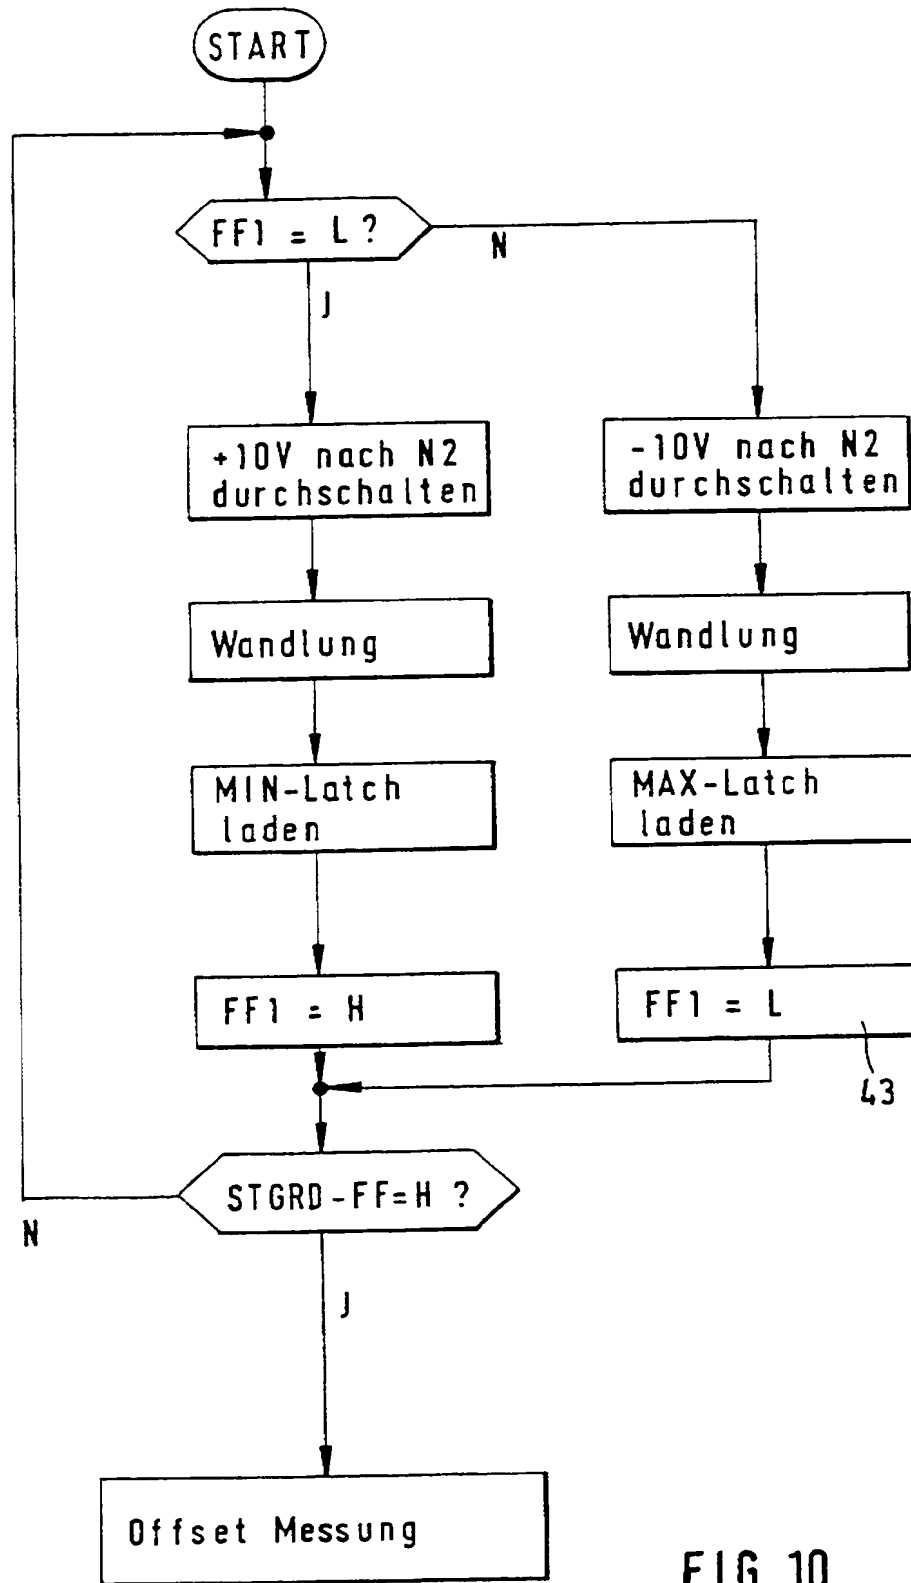 START
FF1 = L ?
N
J
+10V nach N2
durchschalten
-10V nach N2
durchschalten
Wandlung
Wandlung
MIN-Latch
laden
MAX-Latch
laden
FF1 = H
FF1 = L
43
STGRD-FF=H ?
N
J
Offset Messung
FIG. 10